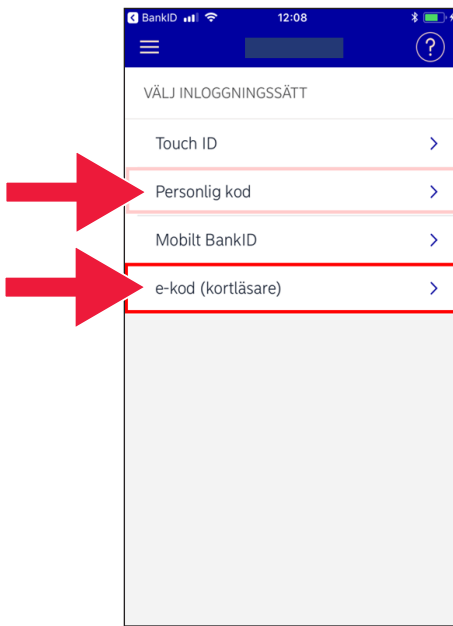 BankID 12:08
?
VÄLJ INLOGGNINGSSÄTT
Touch ID
Personlig kod
Mobilt BankID
e-kod (kortläsare)